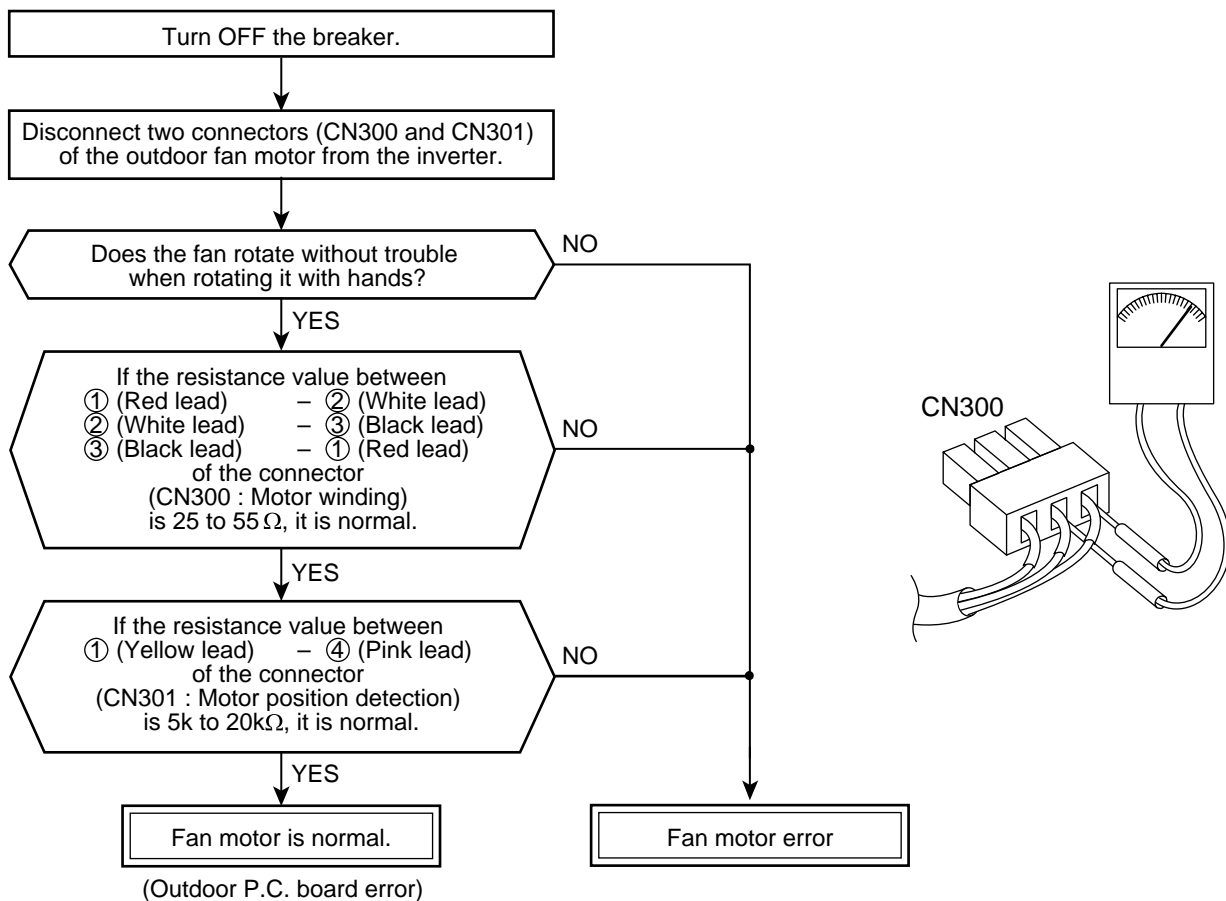 Turn OFF the breaker.
Disconnect two connectors (CN300 and CN301)
of the outdoor fan motor from the inverter.
Does the fan rotate without trouble
when rotating it with hands?
NO
YES
If the resistance value between
① (Red lead) – ② (White lead)
② (White lead) – ③ (Black lead)
③ (Black lead) – ① (Red lead)
of the connector
(CN300 : Motor winding)
is 25 to 55Ω, it is normal.
NO
YES
CN300
If the resistance value between
① (Yellow lead) – ④ (Pink lead)
of the connector
(CN301 : Motor position detection)
is 5k to 20kΩ, it is normal.
NO
YES
Fan motor is normal.
(Outdoor P.C. board error)
Fan motor error